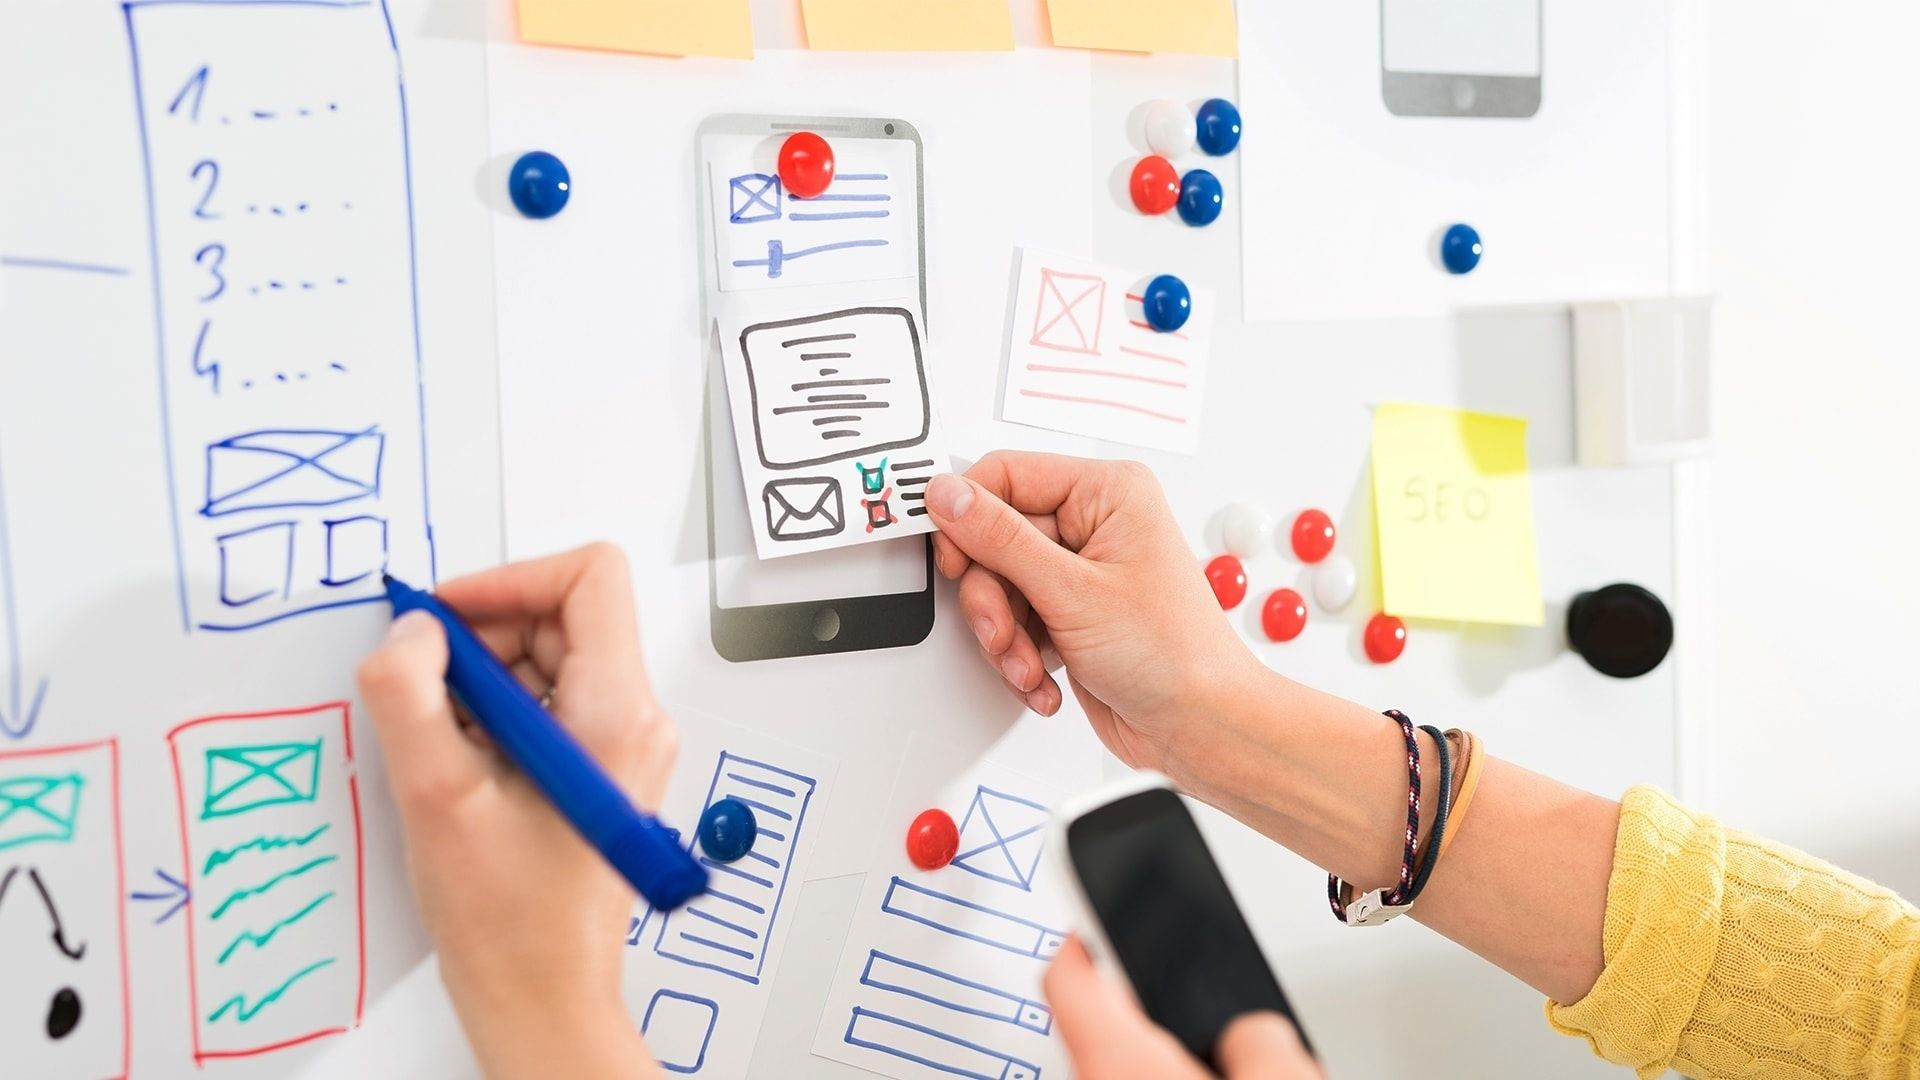 1. ----
2 ....
3 ....
4 ....
SEO